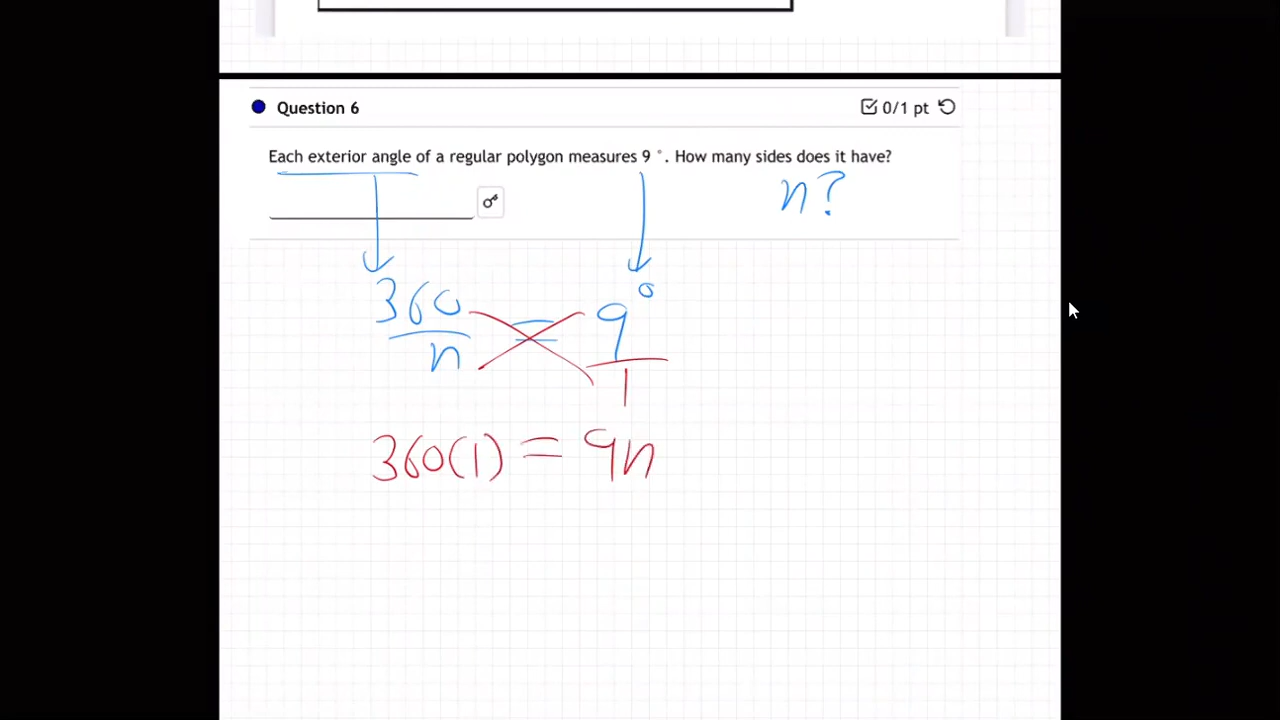 Question 6
0/1 pt
Each exterior angle of a regular polygon measures 9 °. How many sides does it have?
n?
360/n = 9°/1
360(1) = 9n